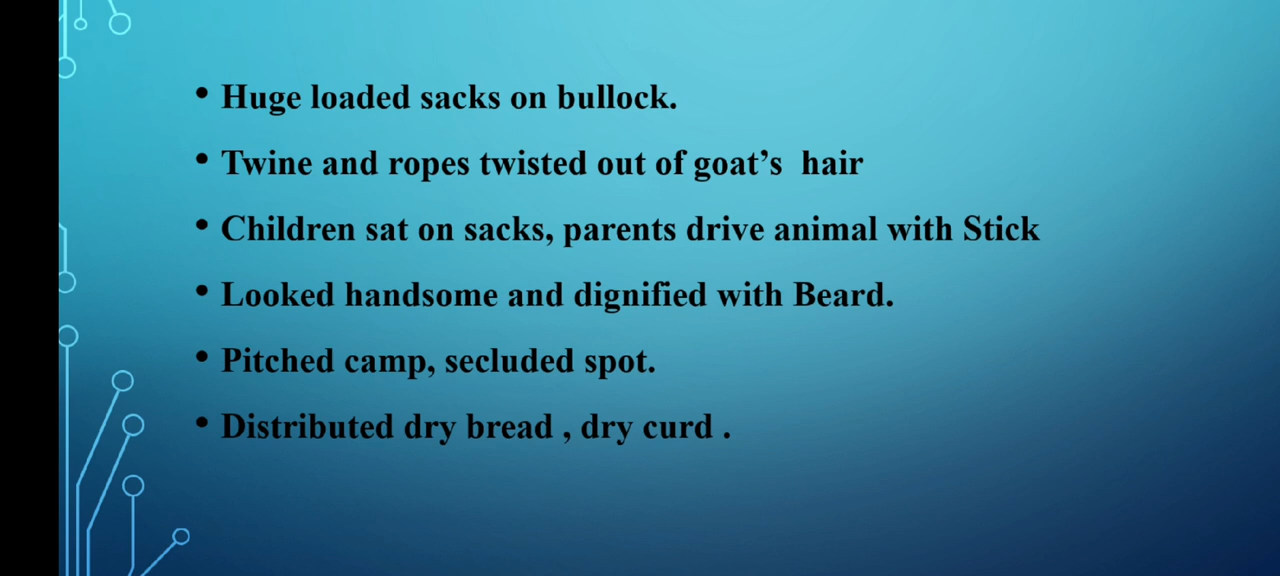 • Huge loaded sacks on bullock.
• Twine and ropes twisted out of goat’s  hair
• Children sat on sacks, parents drive animal with Stick
• Looked handsome and dignified with Beard.
• Pitched camp, secluded spot.
• Distributed dry bread , dry curd .